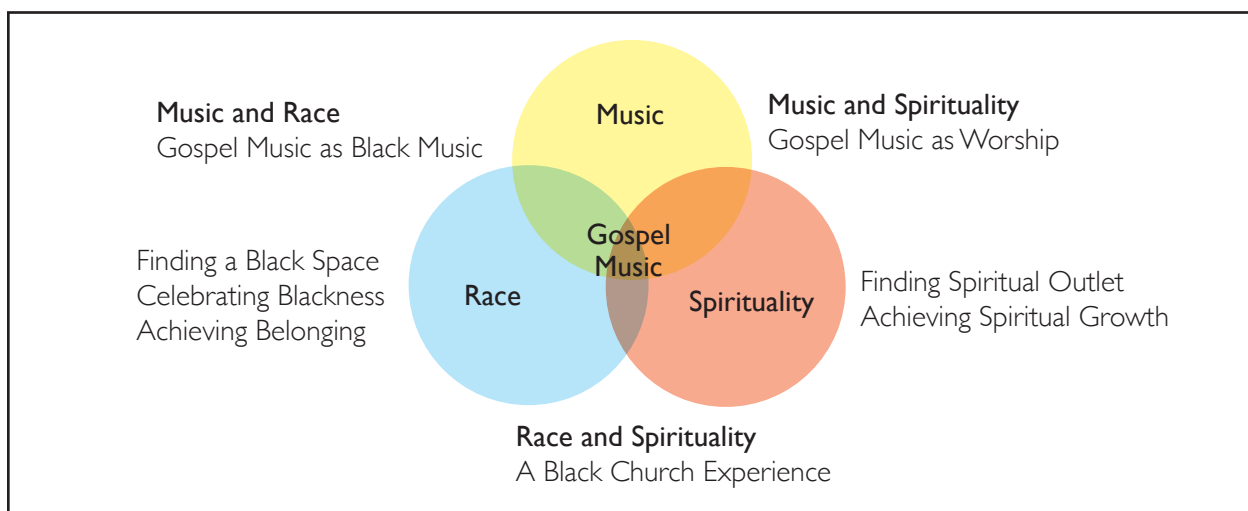 Music and Race
Gospel Music as Black Music
Music
Music and Spirituality
Gospel Music as Worship
Finding a Black Space
Celebrating Blackness
Achieving Belonging
Race
Gospel
Music
Spirituality
Finding Spiritual Outlet
Achieving Spiritual Growth
Race and Spirituality
A Black Church Experience